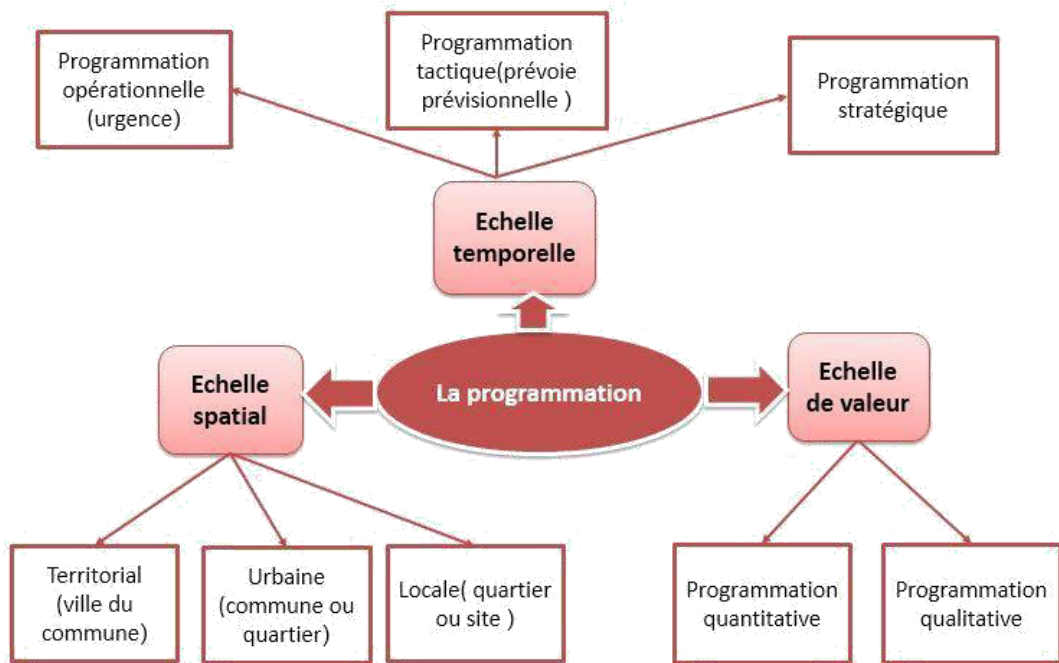 Programmation
opérationnelle
(urgence)
Programmation
tactique(prévoie
prévisionnelle )
Programmation
stratégique
Echelle
temporelle
Echelle
spatial
La programmation
Echelle
de valeur
Territorial
(ville du
commune)
Urbaine
(commune ou
quartier)
Locale( quartier
ou site )
Programmation
quantitative
Programmation
qualitative